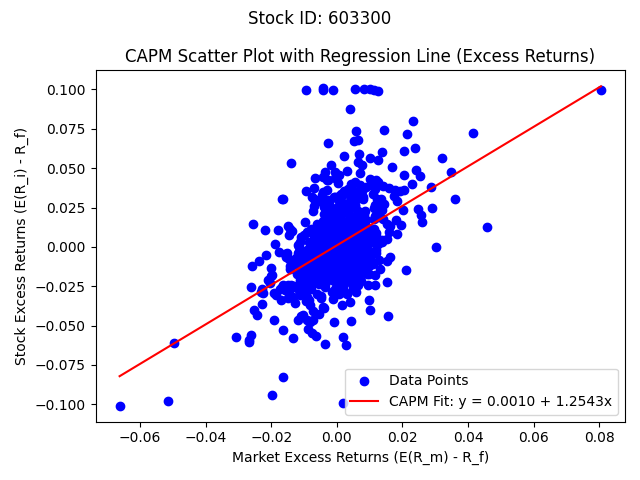 Stock ID: 603300
CAPM Scatter Plot with Regression Line (Excess Returns)
Stock Excess Returns (E(R_i) - R_f)
0.100
0.075
0.050
0.025
0.000
−0.025
−0.050
−0.075
−0.100
Data Points
CAPM Fit: y = 0.0010 + 1.2543x
−0.06 −0.04 −0.02 0.00 0.02 0.04 0.06 0.08
Market Excess Returns (E(R_m) - R_f)